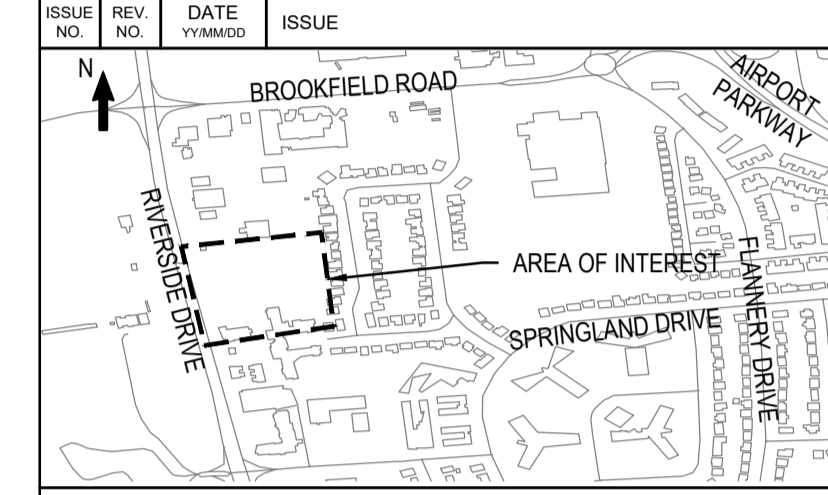 ISSUE NO.
REV. NO.
DATE
YY/MM/DD
ISSUE
N
BROOKFIELD ROAD
AIRPORT
PARKWAY
RIVERSIDE DRIVE
AREA OF INTEREST
FLANNERY DRIVE
SPRINGLAND DRIVE